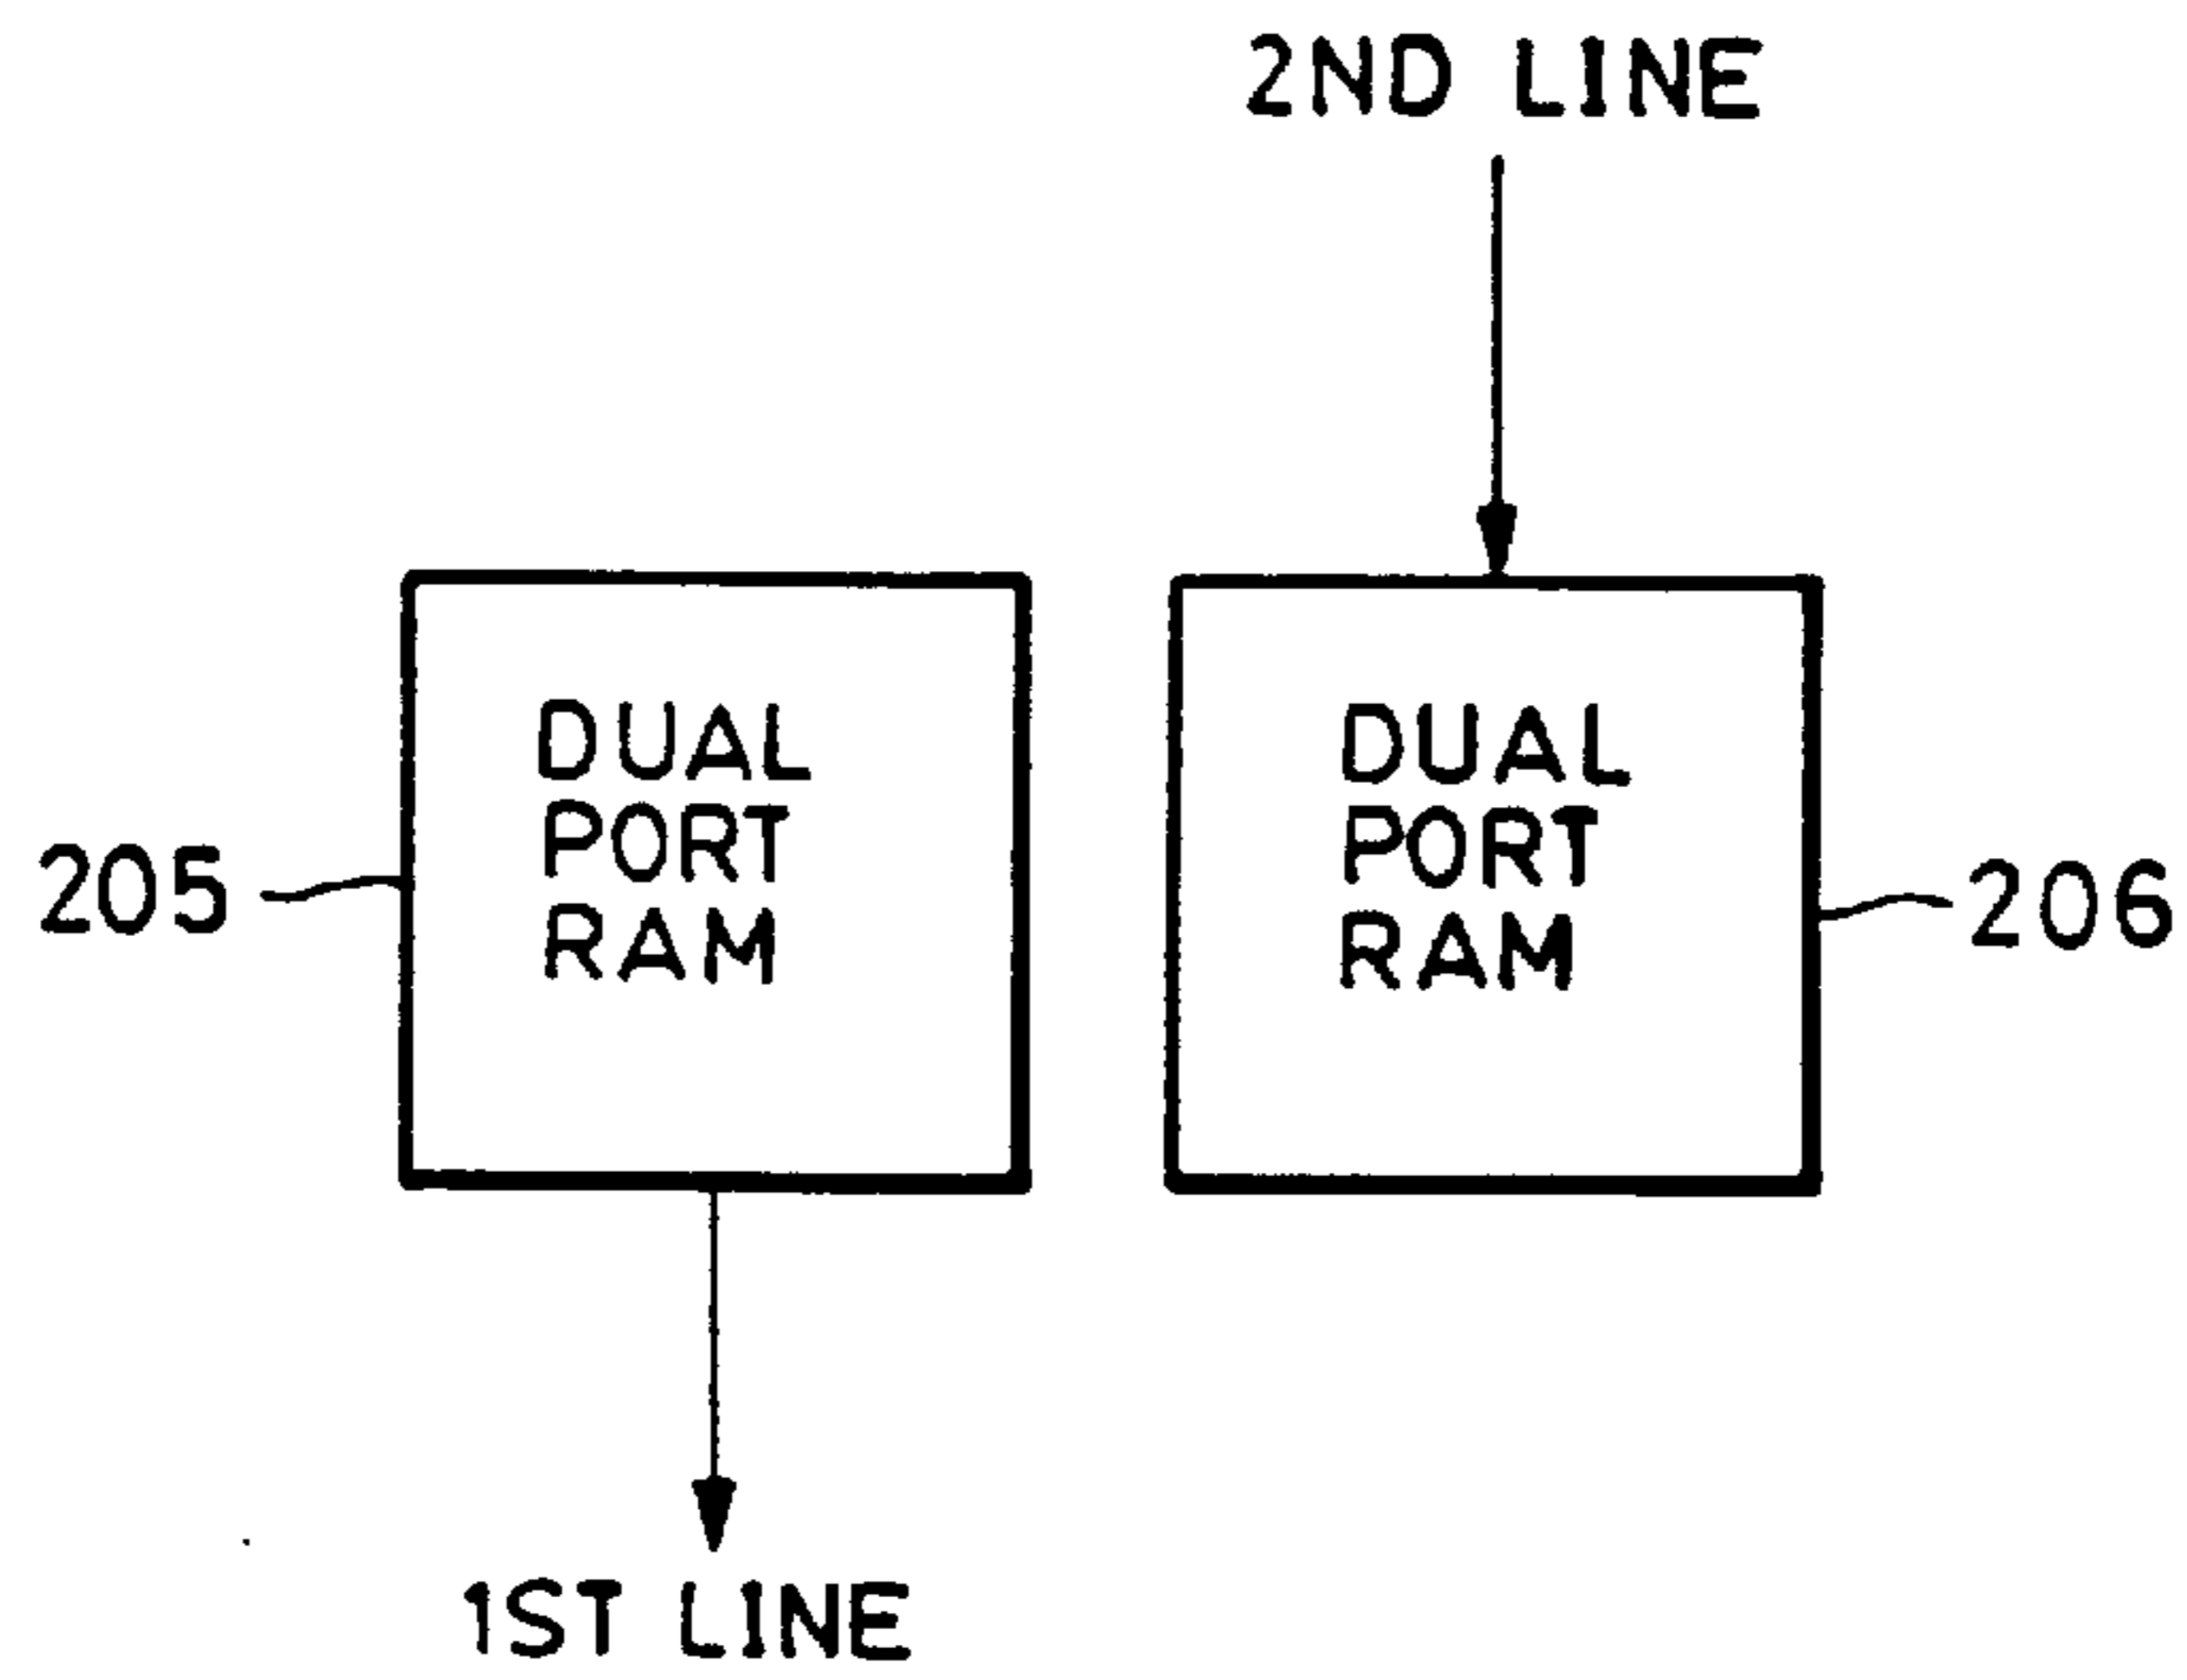 2ND LINE
DUAL
PORT
RAM
205
DUAL
PORT
RAM
206
1ST LINE